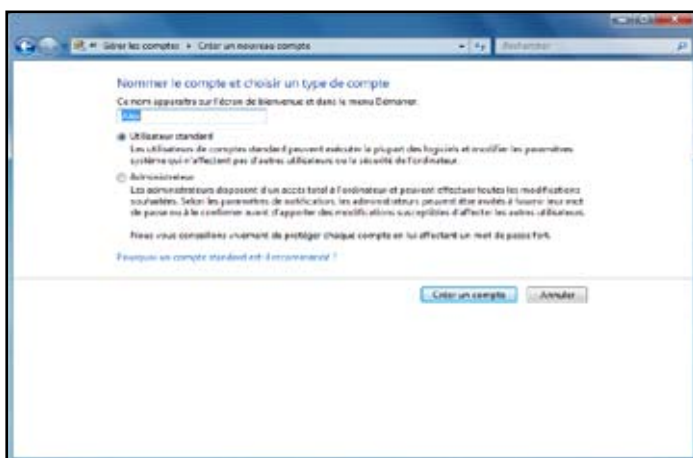 Gérer les comptes ▸ Créer un nouveau compte
Rechercher
Nommer le compte et choisir un type de compte
Ce nom apparaîtra sur l'écran de bienvenue et dans le menu Démarrer.
Utilisateur standard
Les utilisateurs de comptes standard peuvent exécuter la plupart des logiciels et modifier les paramètres
système qui n'affectent pas d'autres utilisateurs ou la sécurité de l'ordinateur.
Administrateur
Les administrateurs disposent d'un accès total à l'ordinateur et peuvent effectuer toutes les modifications
souhaitées. Selon les paramètres de notification, les administrateurs peuvent être invités à fournir leur mot
de passe ou à le confirmer avant d'apporter des modifications susceptibles d'affecter les autres utilisateurs.
Nous vous conseillons vivement de protéger chaque compte en lui affectant un mot de passe fort.
Pourquoi un compte standard est-il recommandé ?
Créer un compte
Annuler